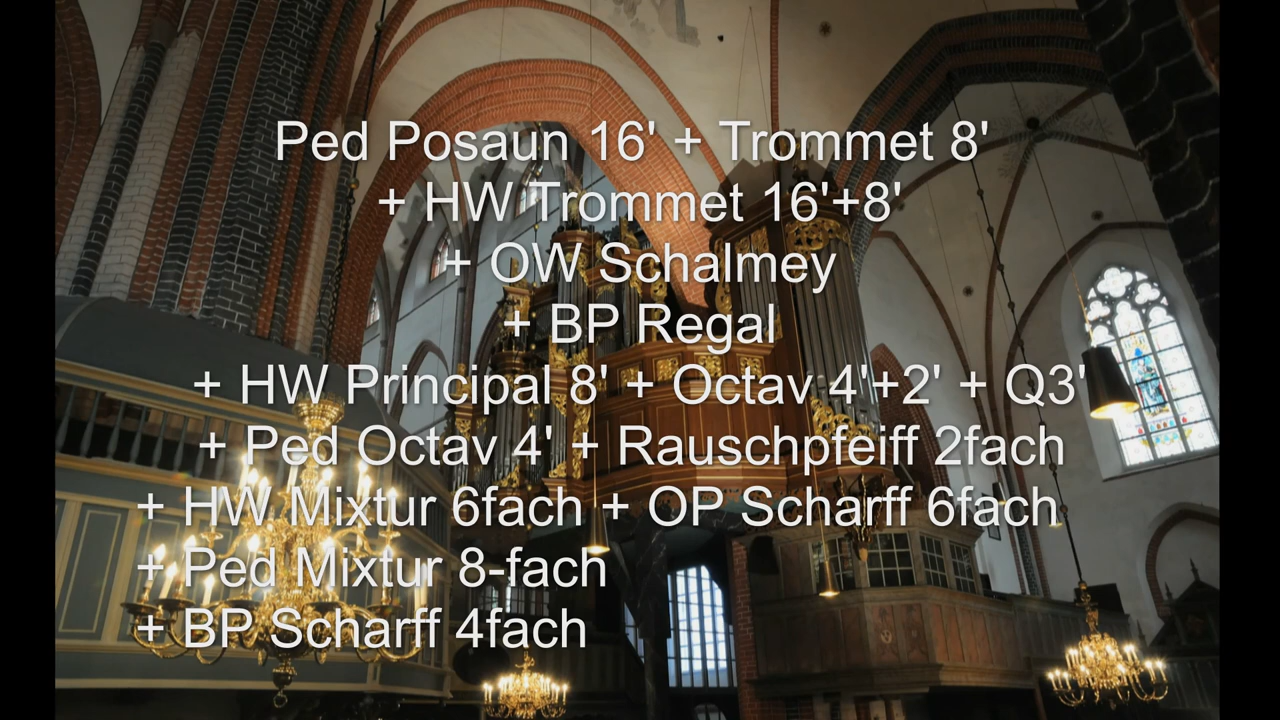 Ped Posaun 16' + Trommet 8'
+ HW Trommet 16'+8'
+ OW Schalmey
+ BP Regal
+ HW Principal 8' + Octav 4'+2' + Q3'
+ Ped Octav 4' + Rauschpfeiff 2fach
+ HW Mixtur 6fach + OP Scharff 6fach
+ Ped Mixtur 8-fach
+ BP Scharff 4fach